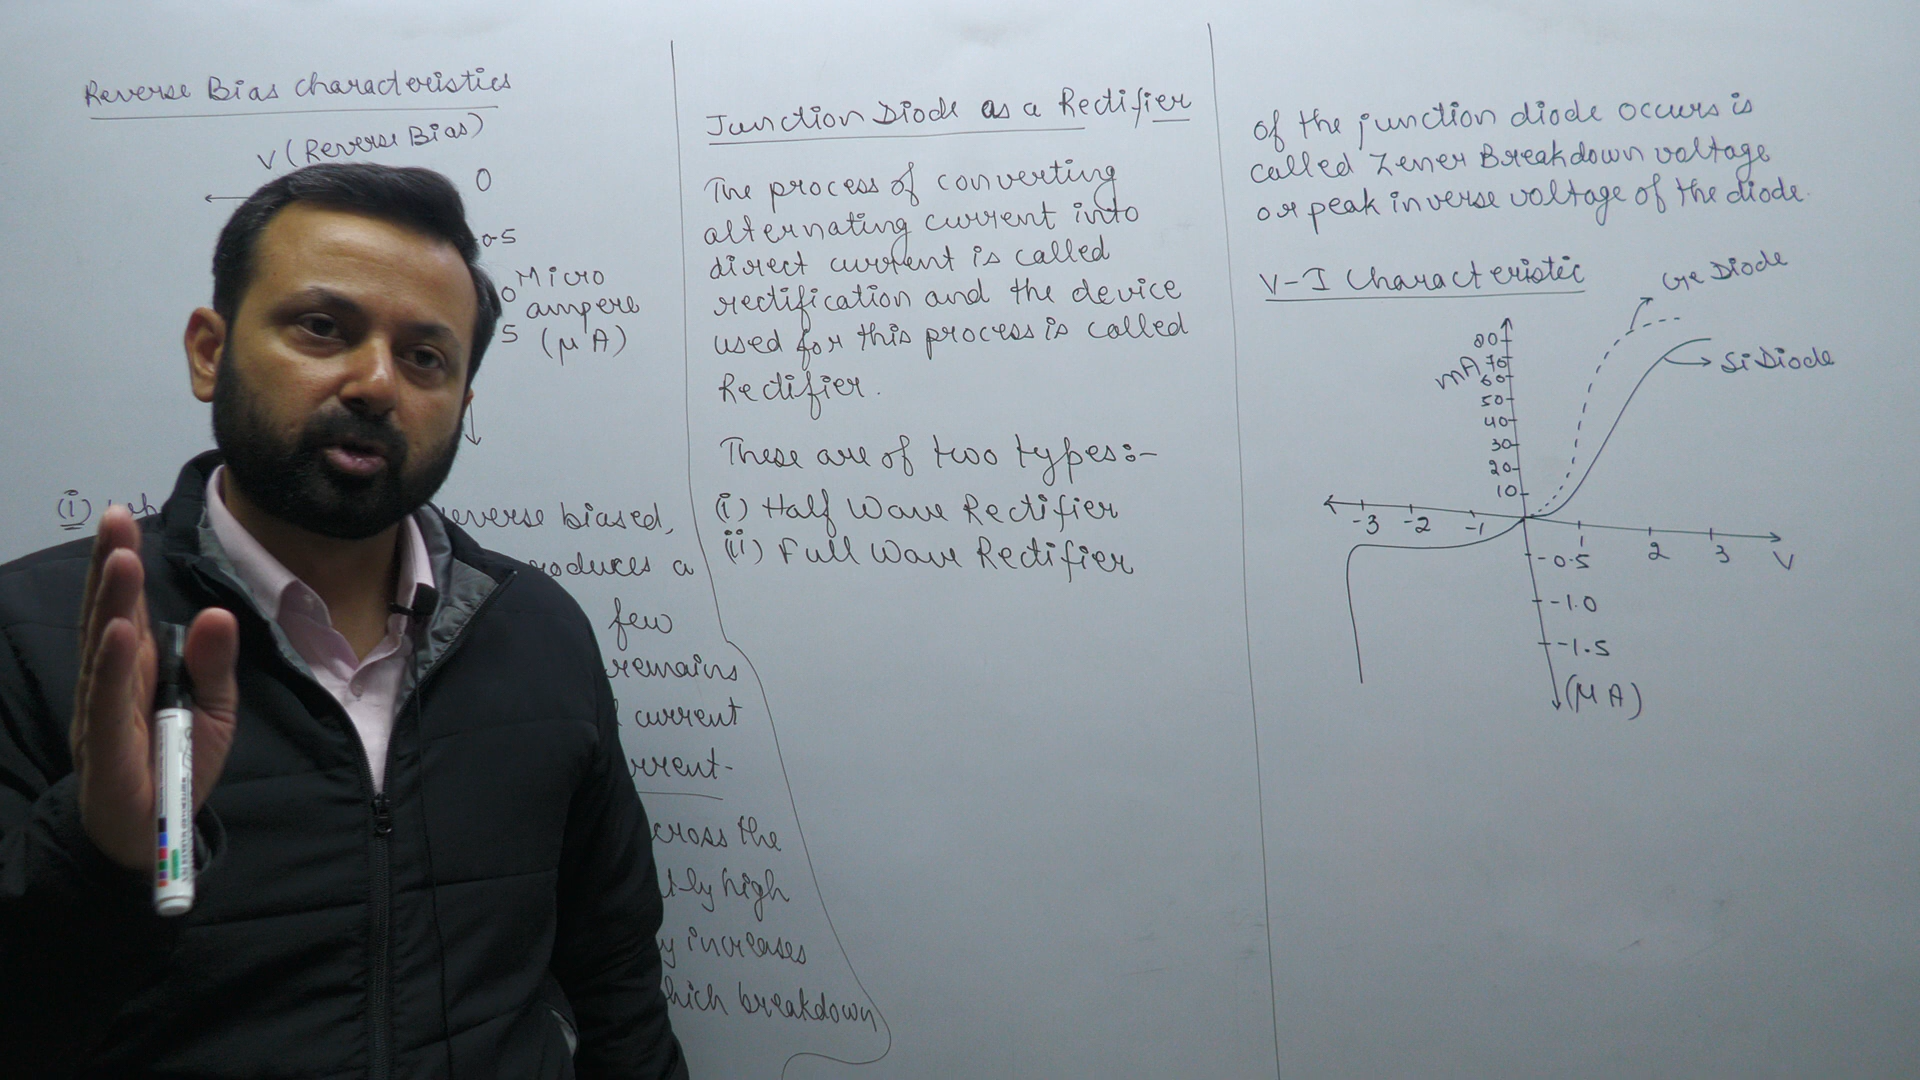 Reverse Bias Characteristics
V (Reverse Bias)
0
0.5
Micro
ampere
5 (μA)
(i)
reverse biased,
produces a
few
remains
current
current-
across the
high
increases
which breakdown
Junction Diode as a Rectifier
The process of converting
alternating current into
direct current is called
rectification and the device
used for this process is called
Rectifier.
These are of two types:-
(i) Half Wave Rectifier
(ii) Full Wave Rectifier
of the junction diode occurs is
called Zener Breakdown voltage
or peak inverse voltage of the diode.
V-I Characteristic
Ge Diode
Si Diode
mA
80
70
60
50
40
30
20
10
-3 -2 -1 1 2 3 V
-0.5
-1.0
-1.5
(μA)